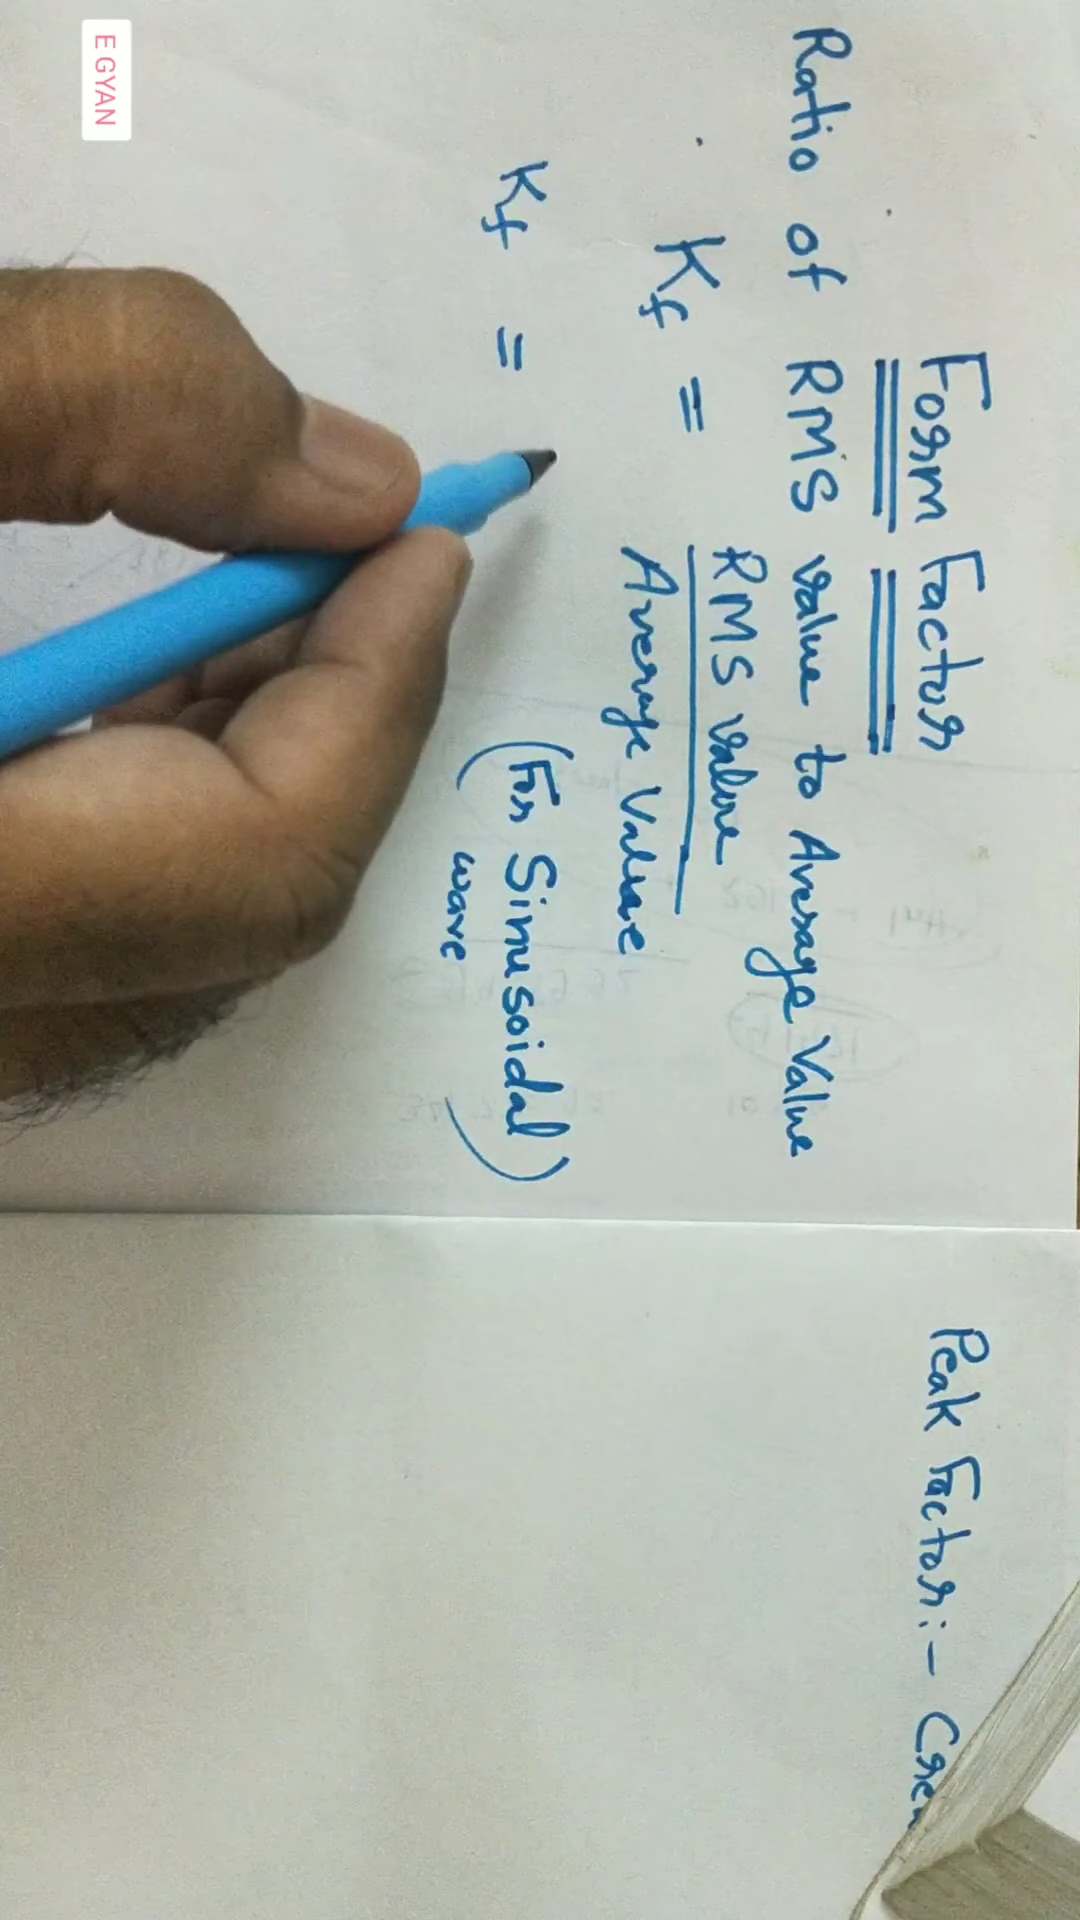 Form Factor
Ratio of RMS value to Average Value
Kf = RMS value
Average Value
Kf = (For Sinusoidal
wave)
Peak Factor:-
E GYAN